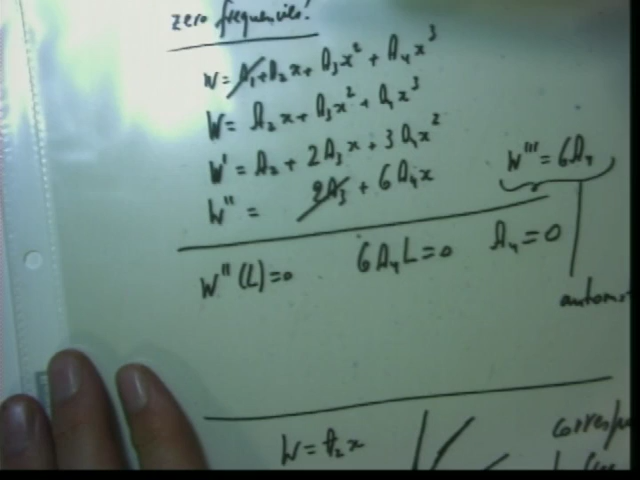 zero frequencies!
W = A₁ + A₂x + A₃x² + A₄x³
W = A₂x + A₃x² + A₄x³
W' = A₂ + 2A₃x + 3A₄x²
W'' = 2A₃ + 6A₄x
W''' = 6A₄
W''(L)=0 6A₄L=0 A₄=0
W = A₂x